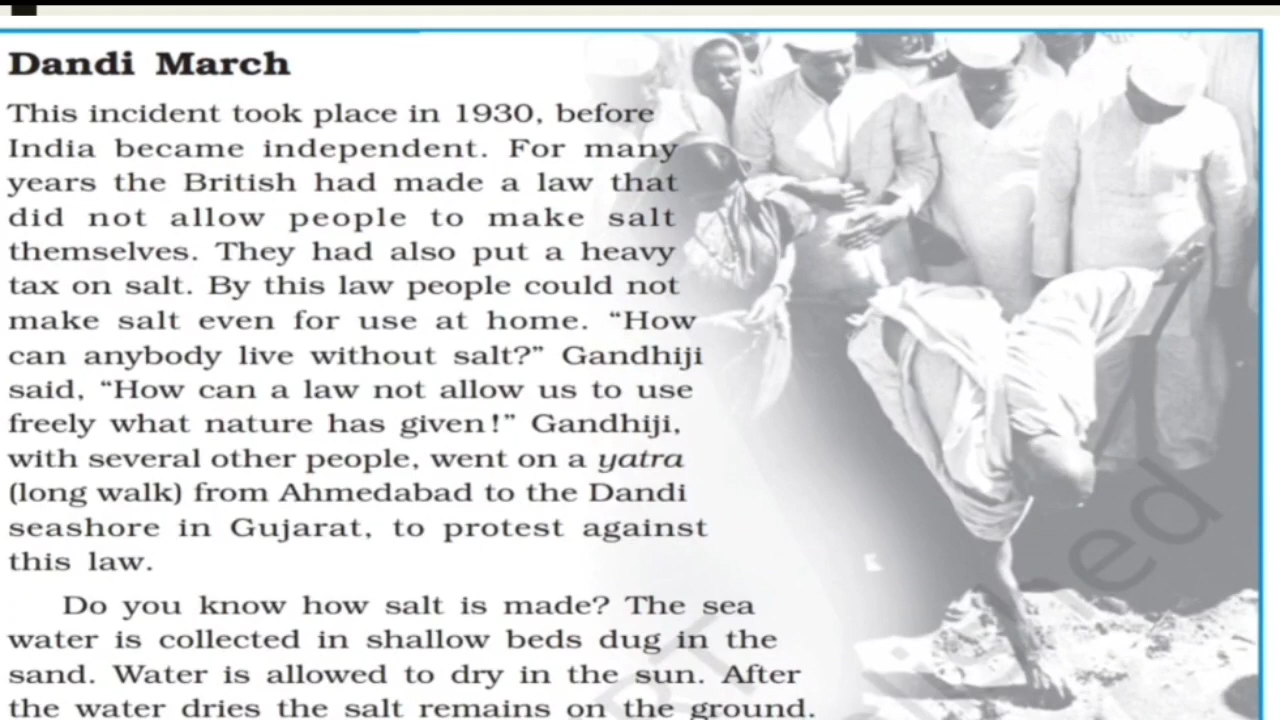 Dandi March
This incident took place in 1930, before
India became independent. For many
years the British had made a law that
did not allow people to make salt
themselves. They had also put a heavy
tax on salt. By this law people could not
make salt even for use at home. “How
can anybody live without salt?” Gandhiji
said, “How can a law not allow us to use
freely what nature has given!” Gandhiji,
with several other people, went on a yatra
(long walk) from Ahmedabad to the Dandi
seashore in Gujarat, to protest against
this law.
Do you know how salt is made? The sea
water is collected in shallow beds dug in the
sand. Water is allowed to dry in the sun. After
the water dries the salt remains on the ground.